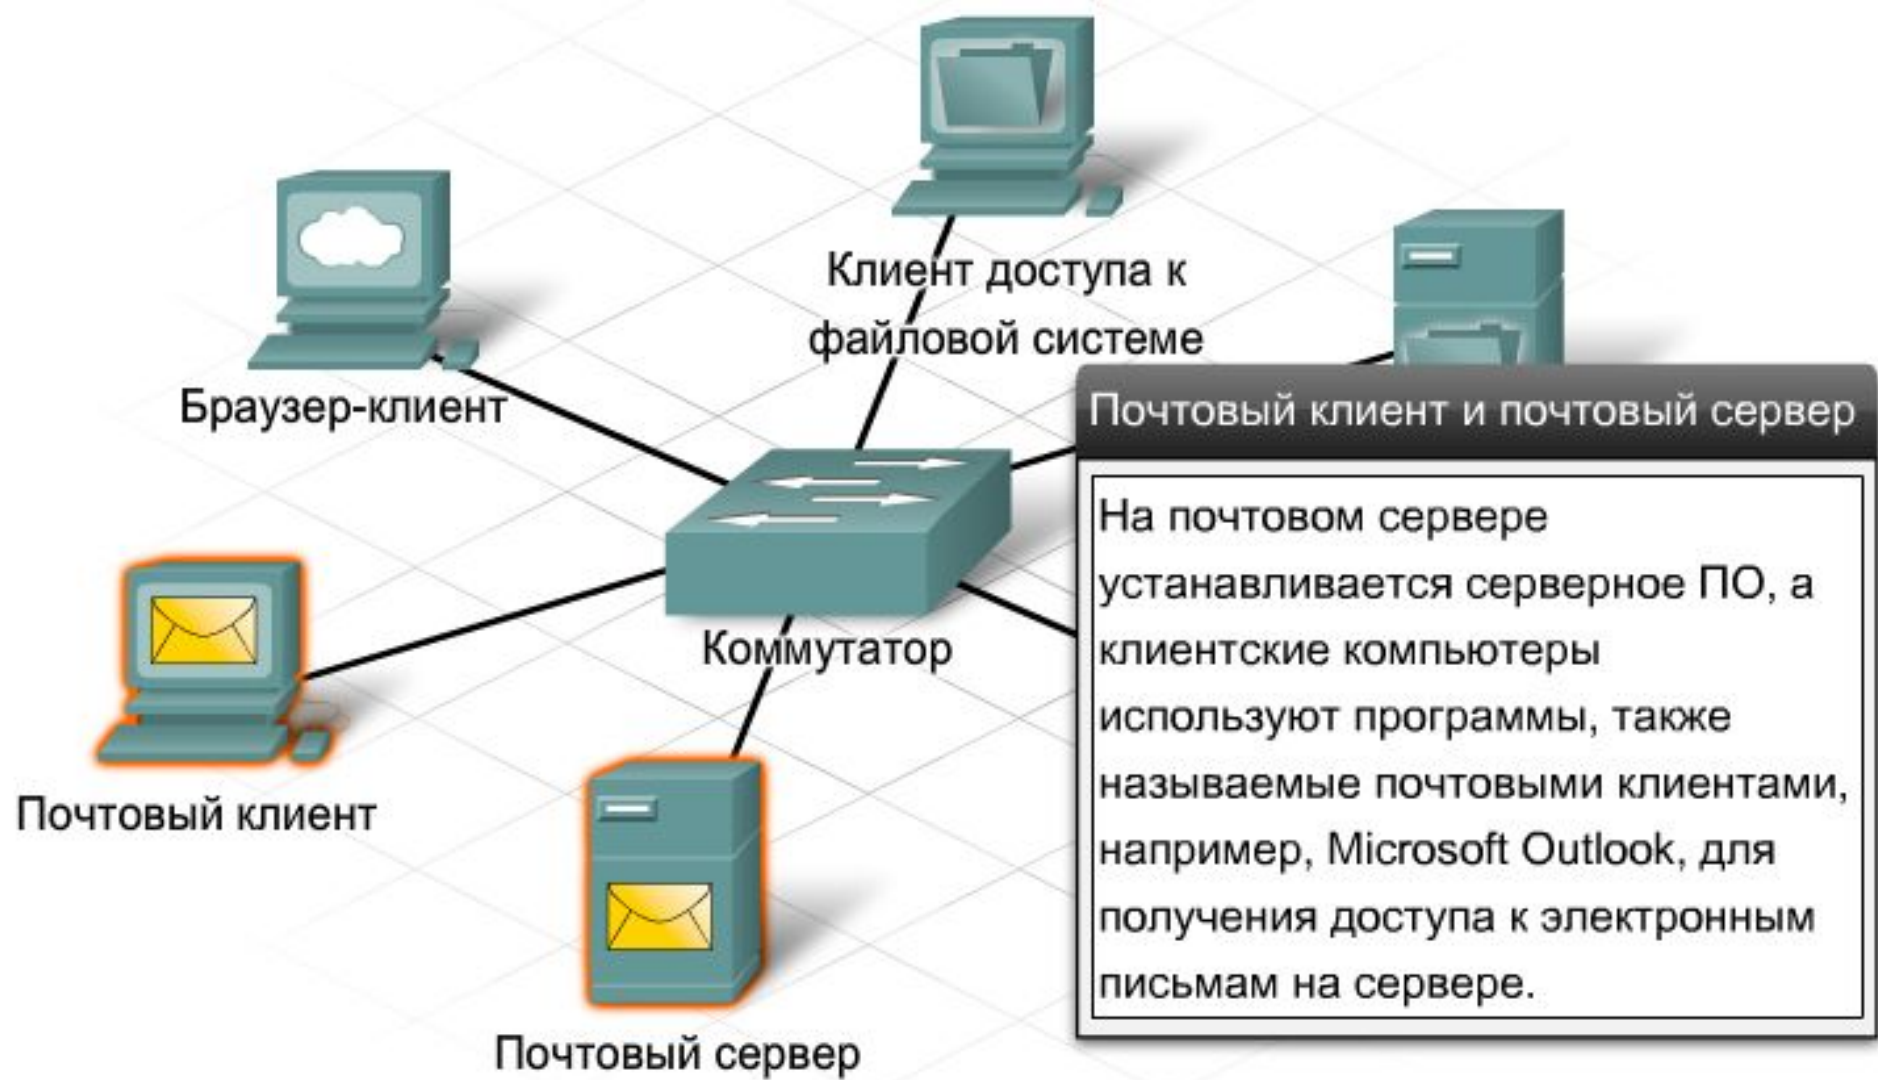 Клиент доступа к
файловой системе
Браузер-клиент
Почтовый клиент и почтовый сервер
На почтовом сервере
устанавливается серверное ПО, а
клиентские компьютеры
используют программы, также
называемые почтовыми клиентами,
например, Microsoft Outlook, для
получения доступа к электронным
письмам на сервере.
Коммутатор
Почтовый клиент
Почтовый сервер